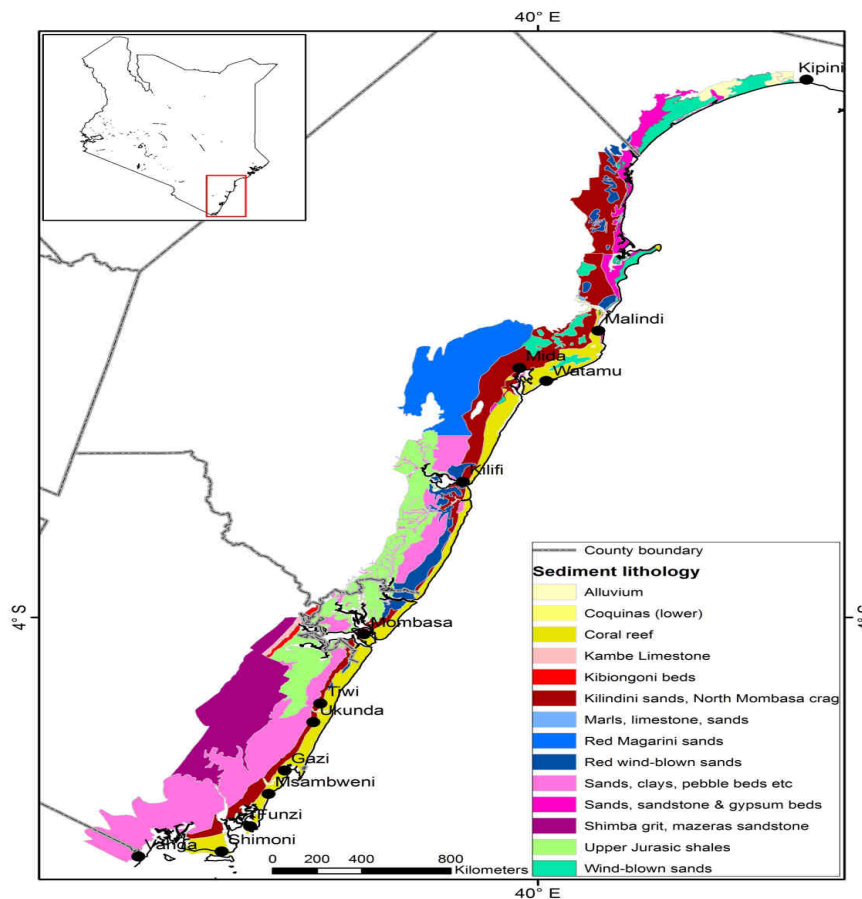 40° E
Kipini
Malindi
Mida
Watamu
Kilifi
4° S
Mombasa
Tiwi
Ukunda
Gazi
Msambweni
Funzi
Shimoni
Vanga
County boundary
Sediment lithology
Alluvium
Coquinas (lower)
Coral reef
Kambe Limestone
Kibiongoni beds
Kilindini sands, North Mombasa crag
Marls, limestone, sands
Red Magarini sands
Red wind-blown sands
Sands, clays, pebble beds etc
Sands, sandstone & gypsum beds
Shimba grit, mazeras sandstone
Upper Jurasic shales
Wind-blown sands
0 200 400 800
Kilometers
40° E